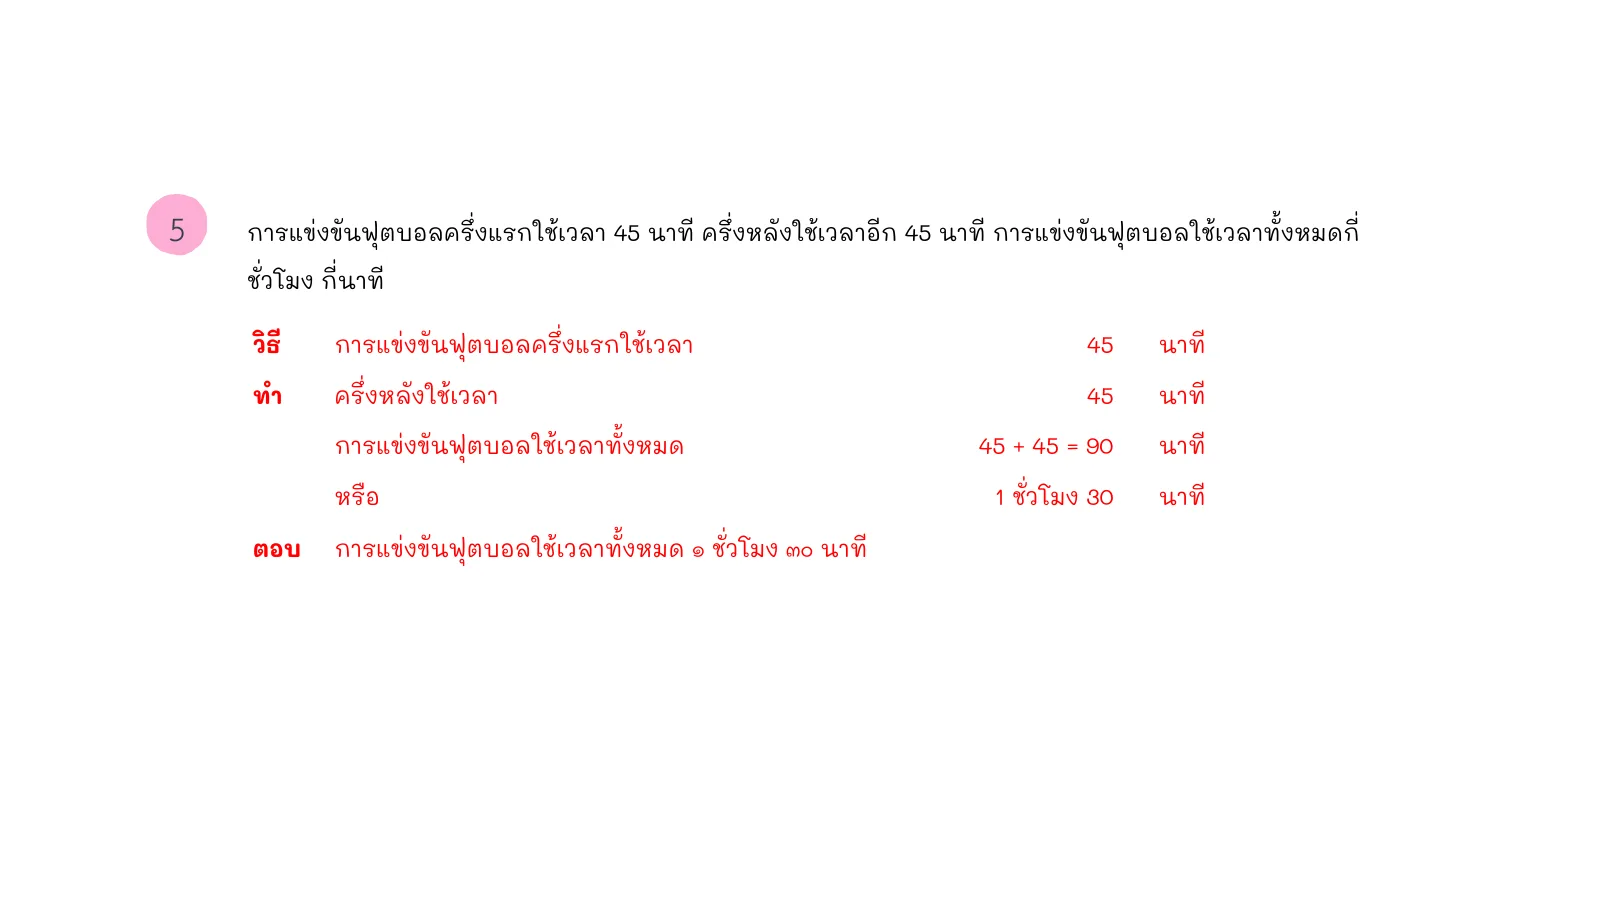 5 การแข่งขันฟุตบอลครึ่งแรกใช้เวลา 45 นาที ครึ่งหลังใช้เวลาอีก 45 นาที การแข่งขันฟุตบอลใช้เวลาทั้งหมดกี่
ชั่วโมง กี่นาที
วิธี การแข่งขันฟุตบอลครึ่งแรกใช้เวลา 45 นาที
ทำ ครึ่งหลังใช้เวลา 45 นาที
การแข่งขันฟุตบอลใช้เวลาทั้งหมด 45 + 45 = 90 นาที
หรือ 1 ชั่วโมง 30 นาที
ตอบ การแข่งขันฟุตบอลใช้เวลาทั้งหมด ๑ ชั่วโมง ๓๐ นาที